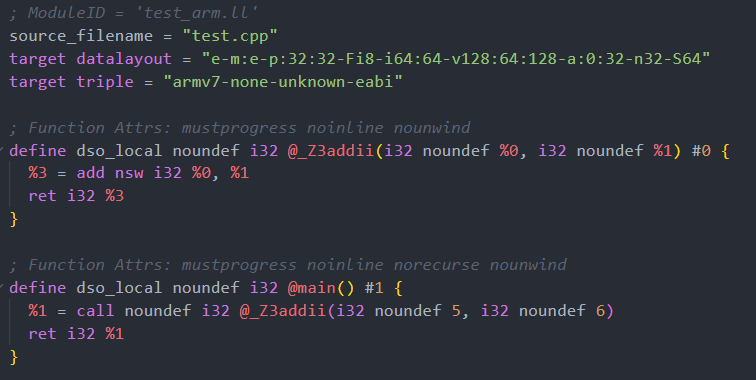 ; ModuleID = 'test_arm.ll'
source_filename = "test.cpp"
target datalayout = "e-m:e-p:32:32-Fi8-i64:64-v128:64:128-a:0:32-n32-S64"
target triple = "armv7-none-unknown-eabi"

; Function Attrs: mustprogress noinline nounwind
define dso_local noundef i32 @_Z3addii(i32 noundef %0, i32 noundef %1) #0 {
  %3 = add nsw i32 %0, %1
  ret i32 %3
}

; Function Attrs: mustprogress noinline norecurse nounwind
define dso_local noundef i32 @main() #1 {
  %1 = call noundef i32 @_Z3addii(i32 noundef 5, i32 noundef 6)
  ret i32 %1
}